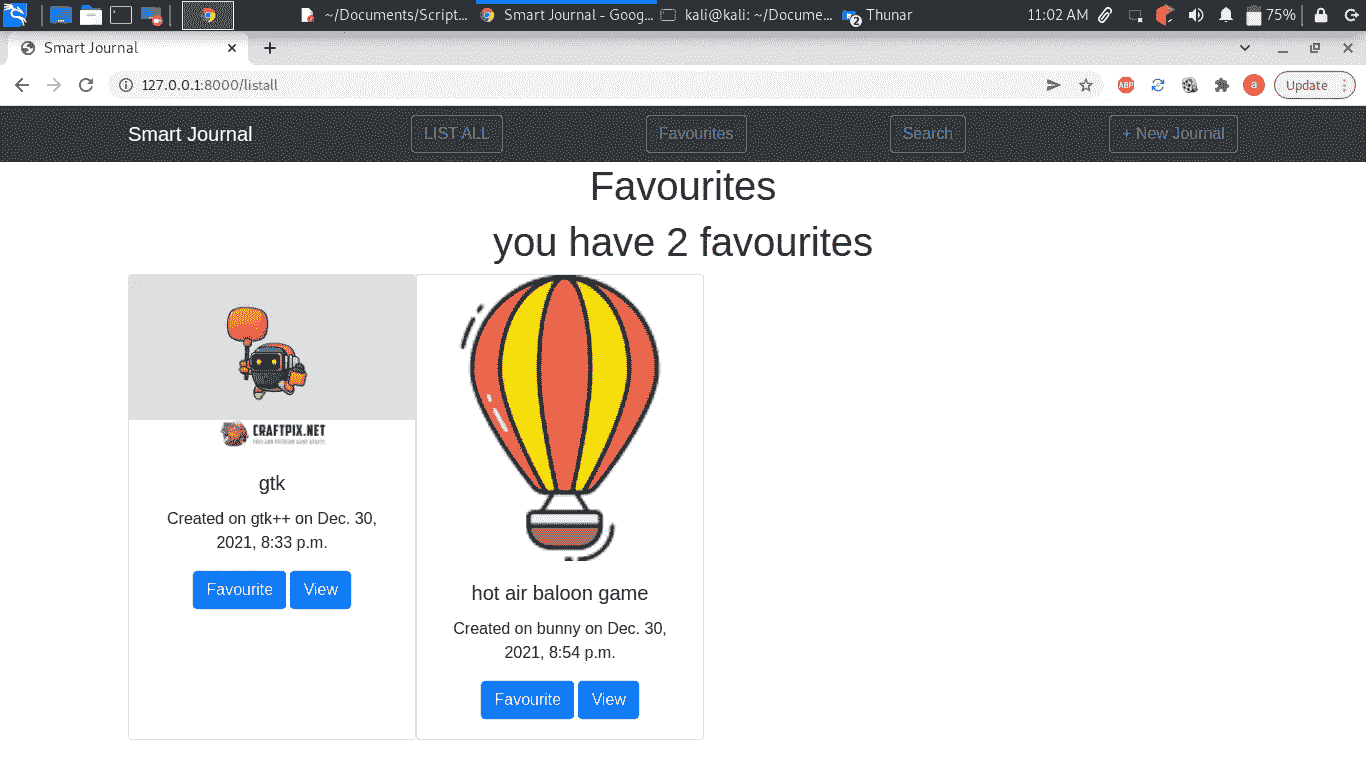 ~/Documents/Script...
Smart Journal - Goog...
kali@kali: ~/Docume...
2
Thunar
11:02 AM
75%
Smart Journal
127.0.0.1:8000/listall
ABP
a
Update
Smart Journal
LIST ALL
Favourites
Search
+ New Journal
Favourites
you have 2 favourites
CRAFTPIX.NET
gtk
Created on gtk++ on Dec. 30,
2021, 8:33 p.m.
Favourite
View
hot air baloon game
Created on bunny on Dec. 30,
2021, 8:54 p.m.
Favourite
View